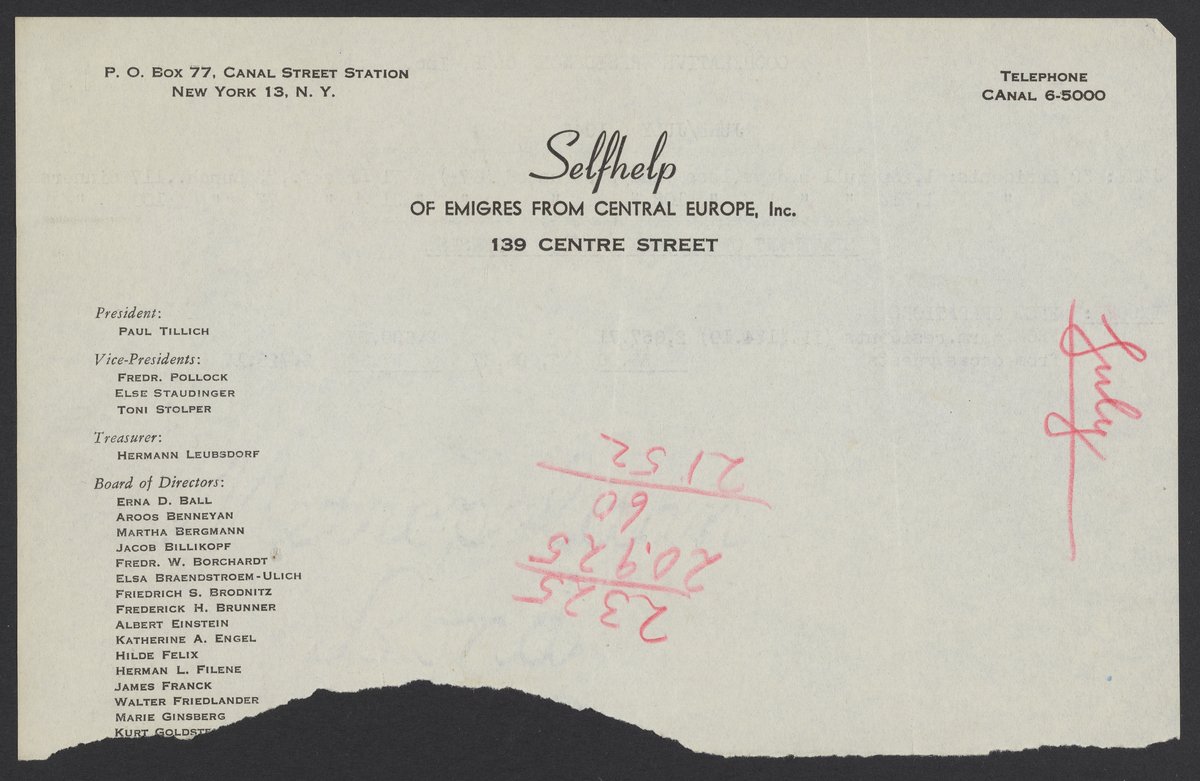 P. O. Box 77, Canal Street Station
New York 13, N. Y.
Telephone
CAnal 6-5000
Selfhelp
OF EMIGRES FROM CENTRAL EUROPE, Inc.
139 CENTRE STREET
President:
Paul Tillich
Vice-Presidents:
Fredr. Pollock
Else Staudinger
Toni Stolper
Treasurer:
Hermann Leubsdorf
Board of Directors:
Erna D. Ball
Aroos Benneyan
Martha Bergmann
Jacob Billikopf
Fredr. W. Borchardt
Elsa Braendstroem-Ulich
Friedrich S. Brodnitz
Frederick H. Brunner
Albert Einstein
Katherine A. Engel
Hilde Felix
Herman L. Filene
James Franck
Walter Friedlander
Marie Ginsberg
Kurt
July
2325
20.925
60
2152